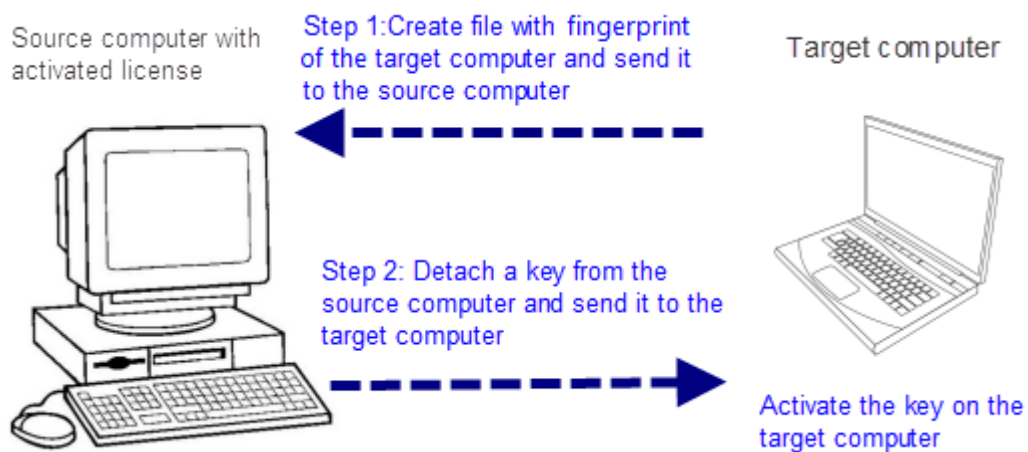 Source computer with
activated license
Step 1:Create file with fingerprint
of the target computer and send it
to the source computer
Target computer
Step 2: Detach a key from the
source computer and send it to the
target computer
Activate the key on the
target computer